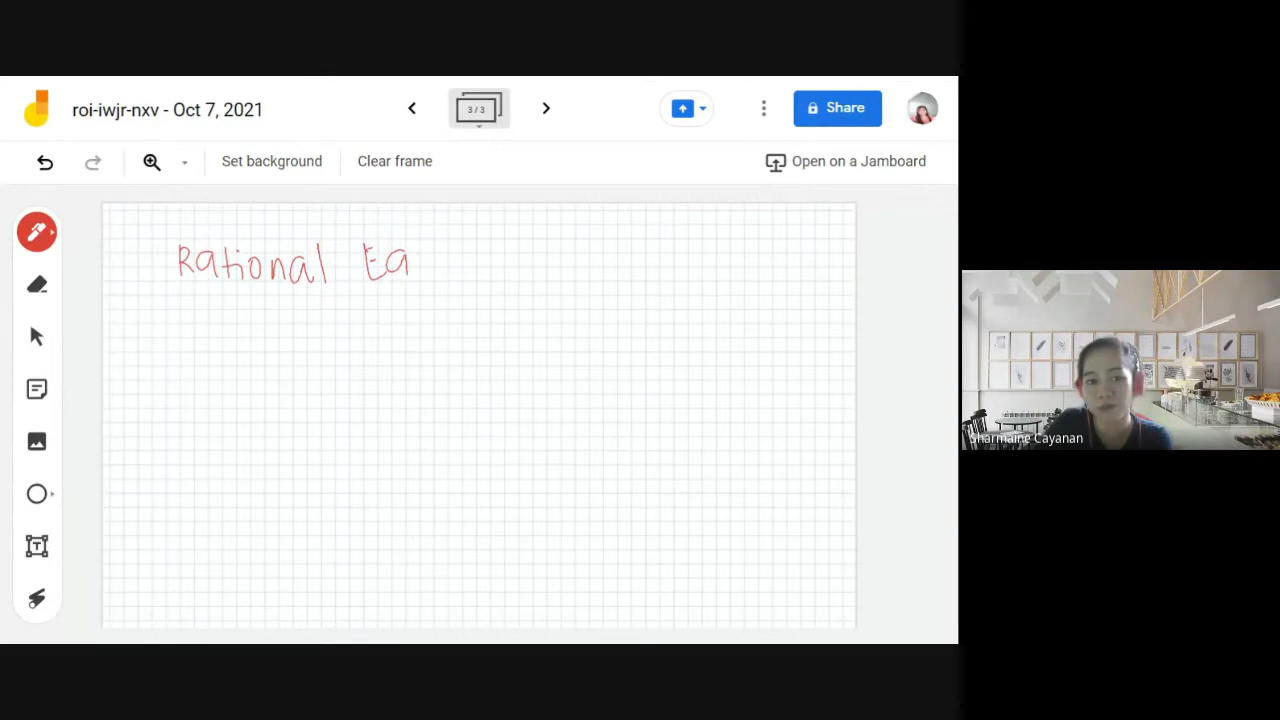 roi-iwjr-nxv - Oct 7, 2021
3 / 3
Share
Set background
Clear frame
Open on a Jamboard
Rational Ea
T
Sharmaine Cayanan